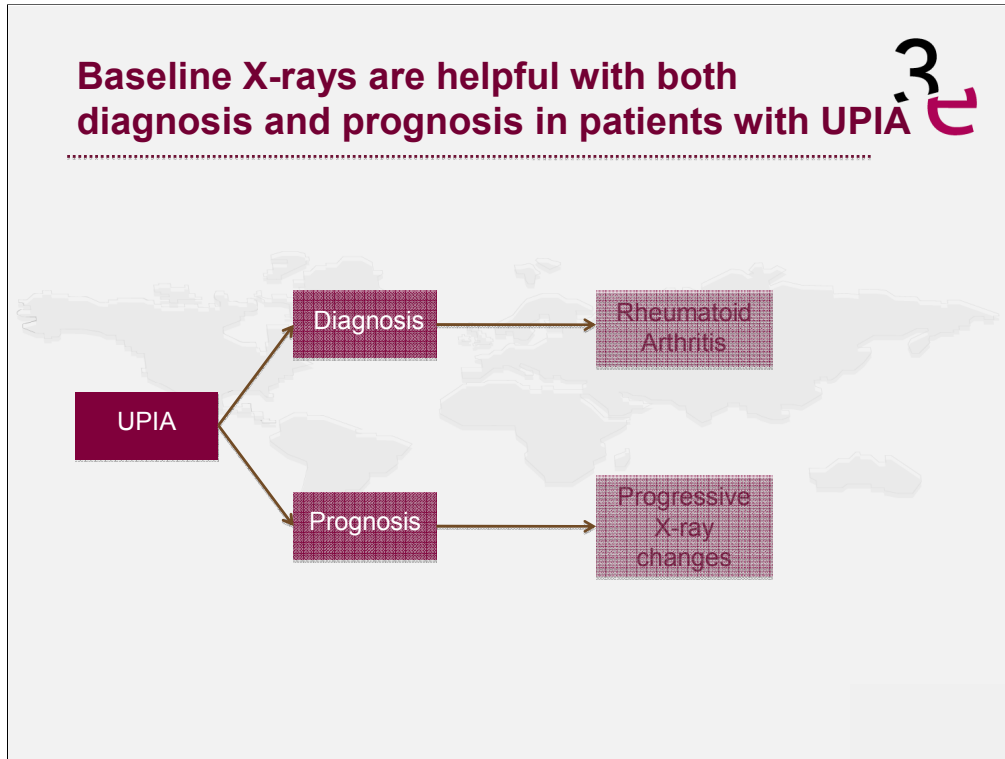 Baseline X-rays are helpful with both
diagnosis and prognosis in patients with UPIA
3e
Diagnosis
Rheumatoid
Arthritis
UPIA
Prognosis
Progressive
X-ray
changes